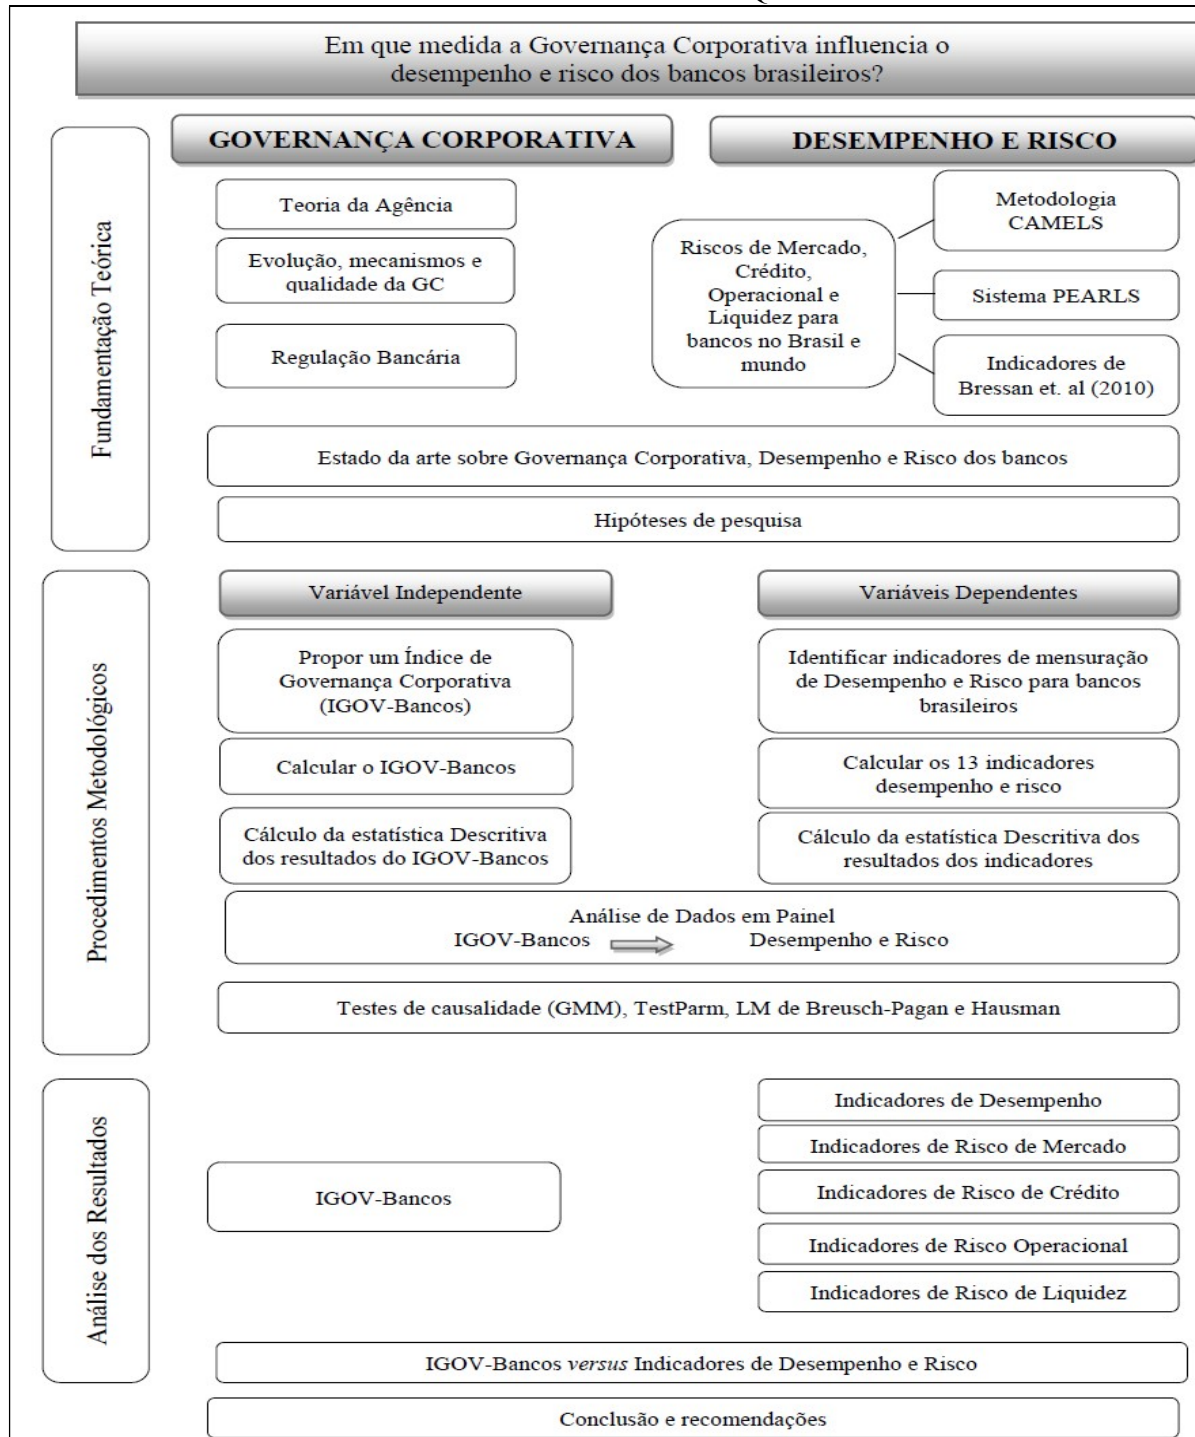 Em que medida a Governança Corporativa influencia o
desempenho e risco dos bancos brasileiros?
Fundamentação Teórica
GOVERNANÇA CORPORATIVA
DESEMPENHO E RISCO
Teoria da Agência
Evolução, mecanismos e
qualidade da GC
Regulação Bancária
Riscos de Mercado,
Crédito,
Operacional e
Liquidez para
bancos no Brasil e
mundo
Metodologia
CAMELS
Sistema PEARLS
Indicadores de
Bressan et. al (2010)
Estado da arte sobre Governança Corporativa, Desempenho e Risco dos bancos
Hipóteses de pesquisa
Procedimentos Metodológicos
Variável Independente
Variáveis Dependentes
Propor um Índice de
Governança Corporativa
(IGOV-Bancos)
Identificar indicadores de mensuração
de Desempenho e Risco para bancos
brasileiros
Calcular o IGOV-Bancos
Calcular os 13 indicadores
desempenho e risco
Cálculo da estatística Descritiva
dos resultados do IGOV-Bancos
Cálculo da estatística Descritiva dos
resultados dos indicadores
Análise de Dados em Painel
IGOV-Bancos Desempenho e Risco
Testes de causalidade (GMM), TestParm, LM de Breusch-Pagan e Hausman
Análise dos Resultados
IGOV-Bancos
Indicadores de Desempenho
Indicadores de Risco de Mercado
Indicadores de Risco de Crédito
Indicadores de Risco Operacional
Indicadores de Risco de Liquidez
IGOV-Bancos versus Indicadores de Desempenho e Risco
Conclusão e recomendações